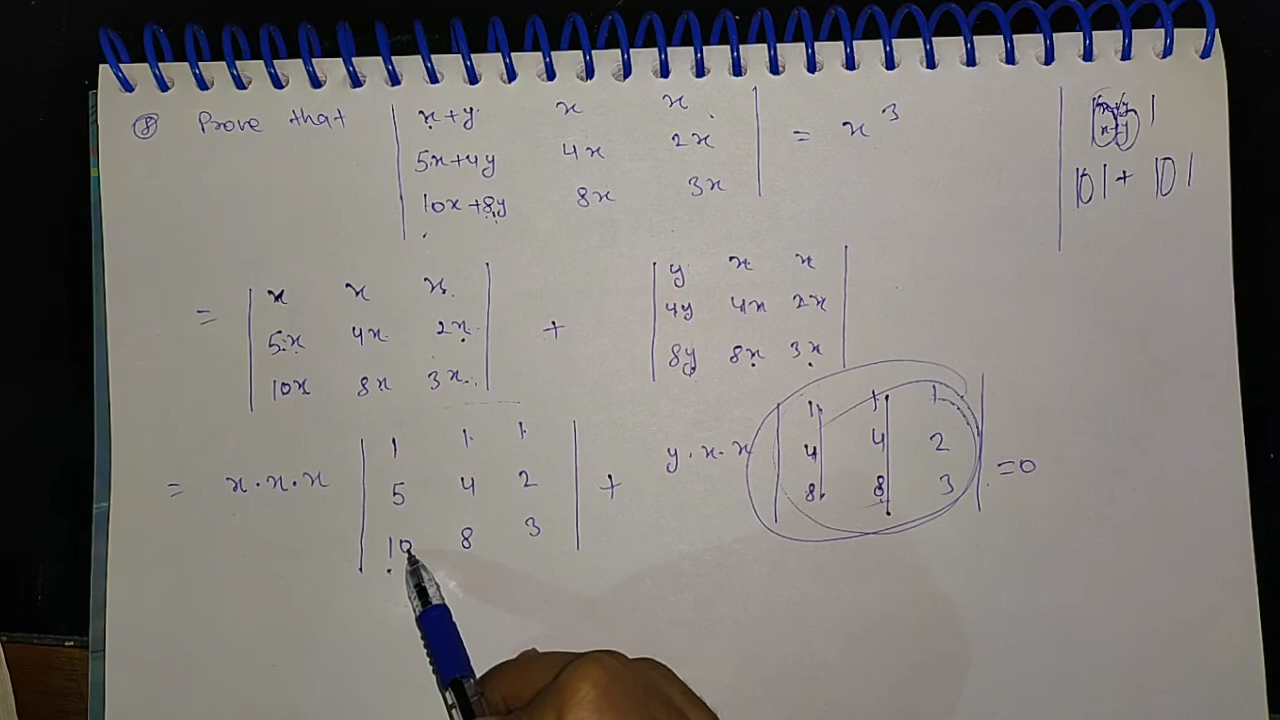 ⑧ Prove that | x+y x x | = x³
| 5x+4y 4x 2x |
| 10x+8y 8x 3x |
|0|+ |0|
= | x x x | + | y x x |
| 5x 4x 2x | | 4y 4x 2x |
| 10x 8x 3x | | 8y 8x 3x |
= x·x·x | 1 1 1 | + y·x·x | 1 1 1 | =0
| 5 4 2 | | 4 4 2 |
| 10 8 3 | | 8 8 3 |